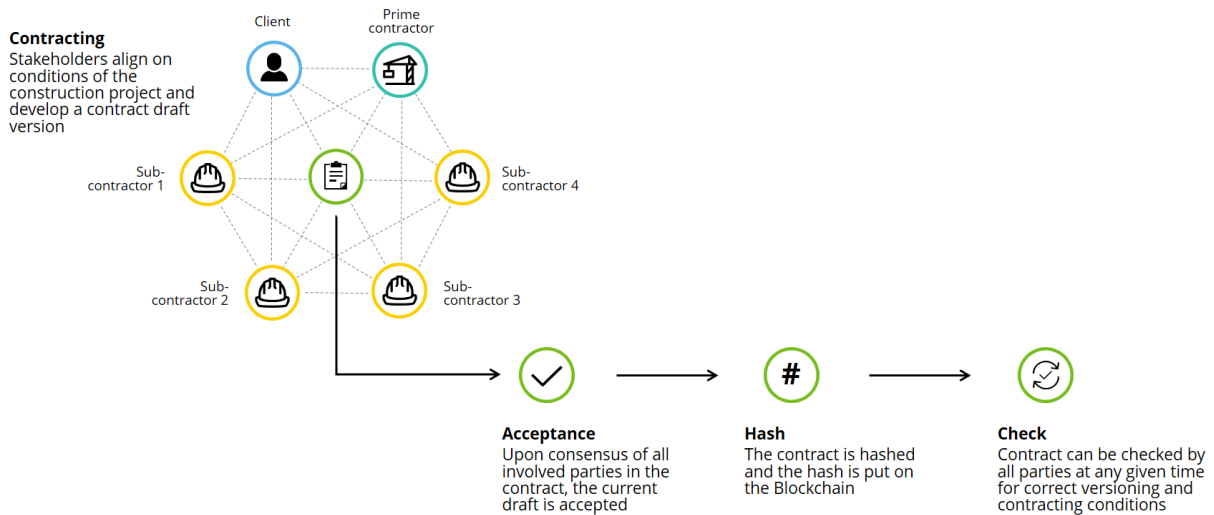 Contracting
Stakeholders align on
conditions of the
construction project and
develop a contract draft
version
Client
Prime
contractor
Sub-
contractor 1
Sub-
contractor 4
Sub-
contractor 2
Sub-
contractor 3
Acceptance
Upon consensus of all
involved parties in the
contract, the current
draft is accepted
#
Hash
The contract is hashed
and the hash is put on
the Blockchain
Check
Contract can be checked by
all parties at any given time
for correct versioning and
contracting conditions